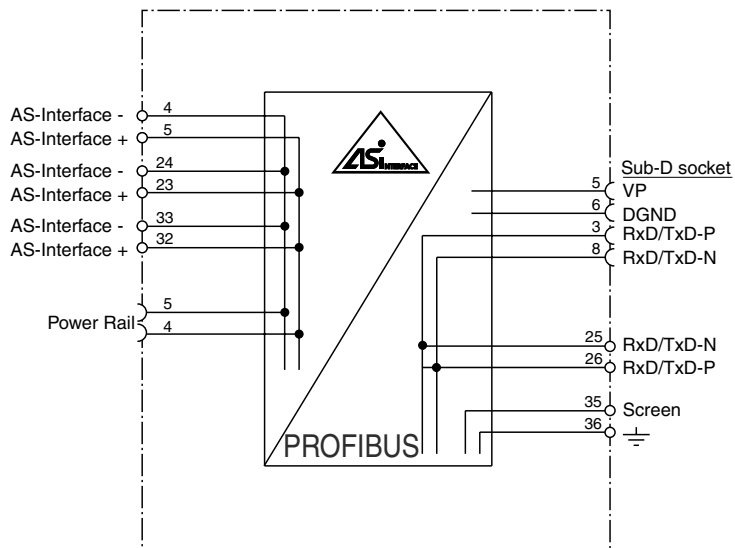 AS-Interface - 4
AS-Interface + 5
AS-Interface - 24
AS-Interface + 23
AS-Interface - 33
AS-Interface + 32
Power Rail
5
4
ASi INTERFACE
PROFIBUS
Sub-D socket
5 VP
6 DGND
3 RxD/TxD-P
8 RxD/TxD-N
25 RxD/TxD-N
26 RxD/TxD-P
35 Screen
36